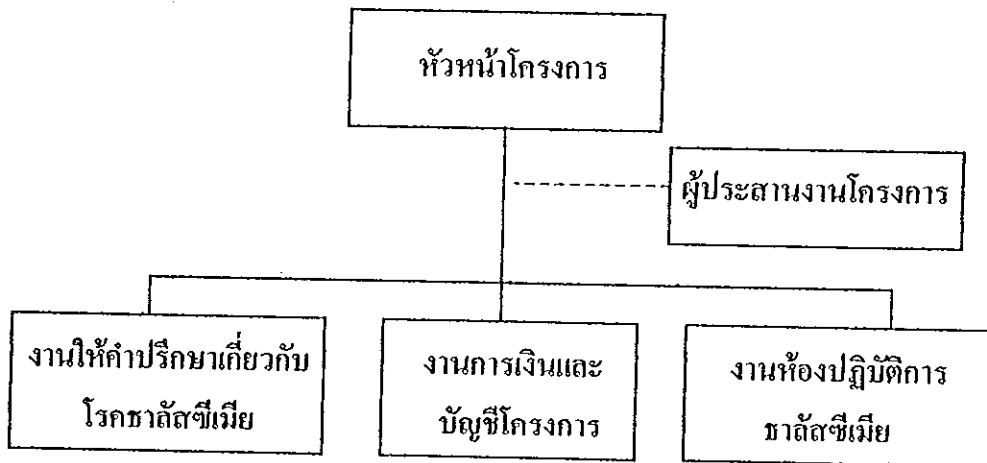 หัวหน้าโครงการ
ผู้ประสานงานโครงการ
งานให้คำปรึกษาเกี่ยวกับ
โรคธาลัสซีเมีย
งานการเงินและ
บัญชีโครงการ
งานห้องปฏิบัติการ
ธาลัสซีเมีย